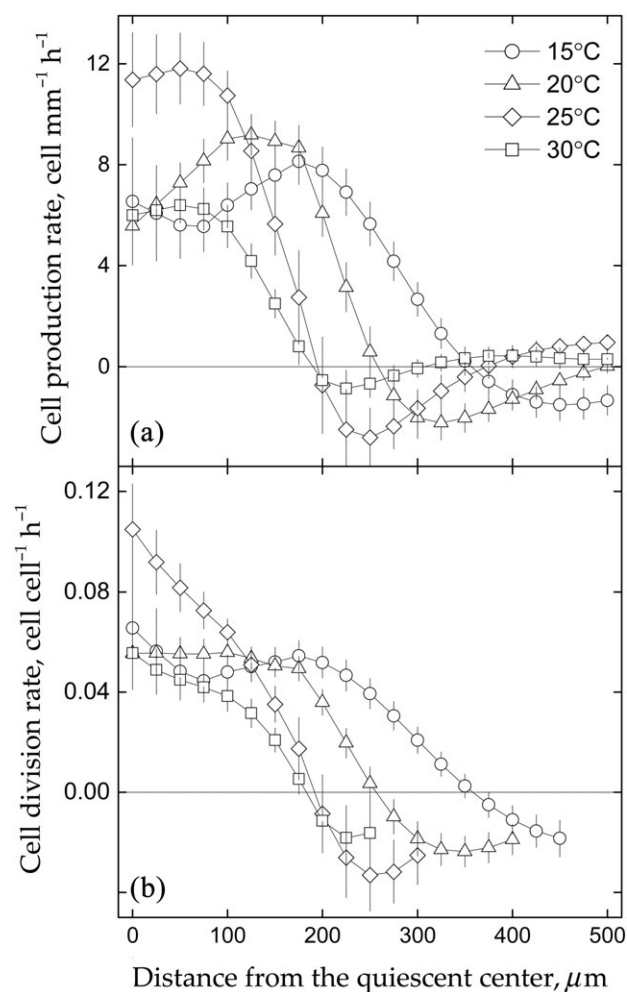 12
8
4
0
Cell production rate, cell mm⁻¹ h⁻¹
(a)
15°C
20°C
25°C
30°C
0.12
0.08
0.04
0.00
Cell division rate, cell cell⁻¹ h⁻¹
(b)
0 100 200 300 400 500
Distance from the quiescent center, μm